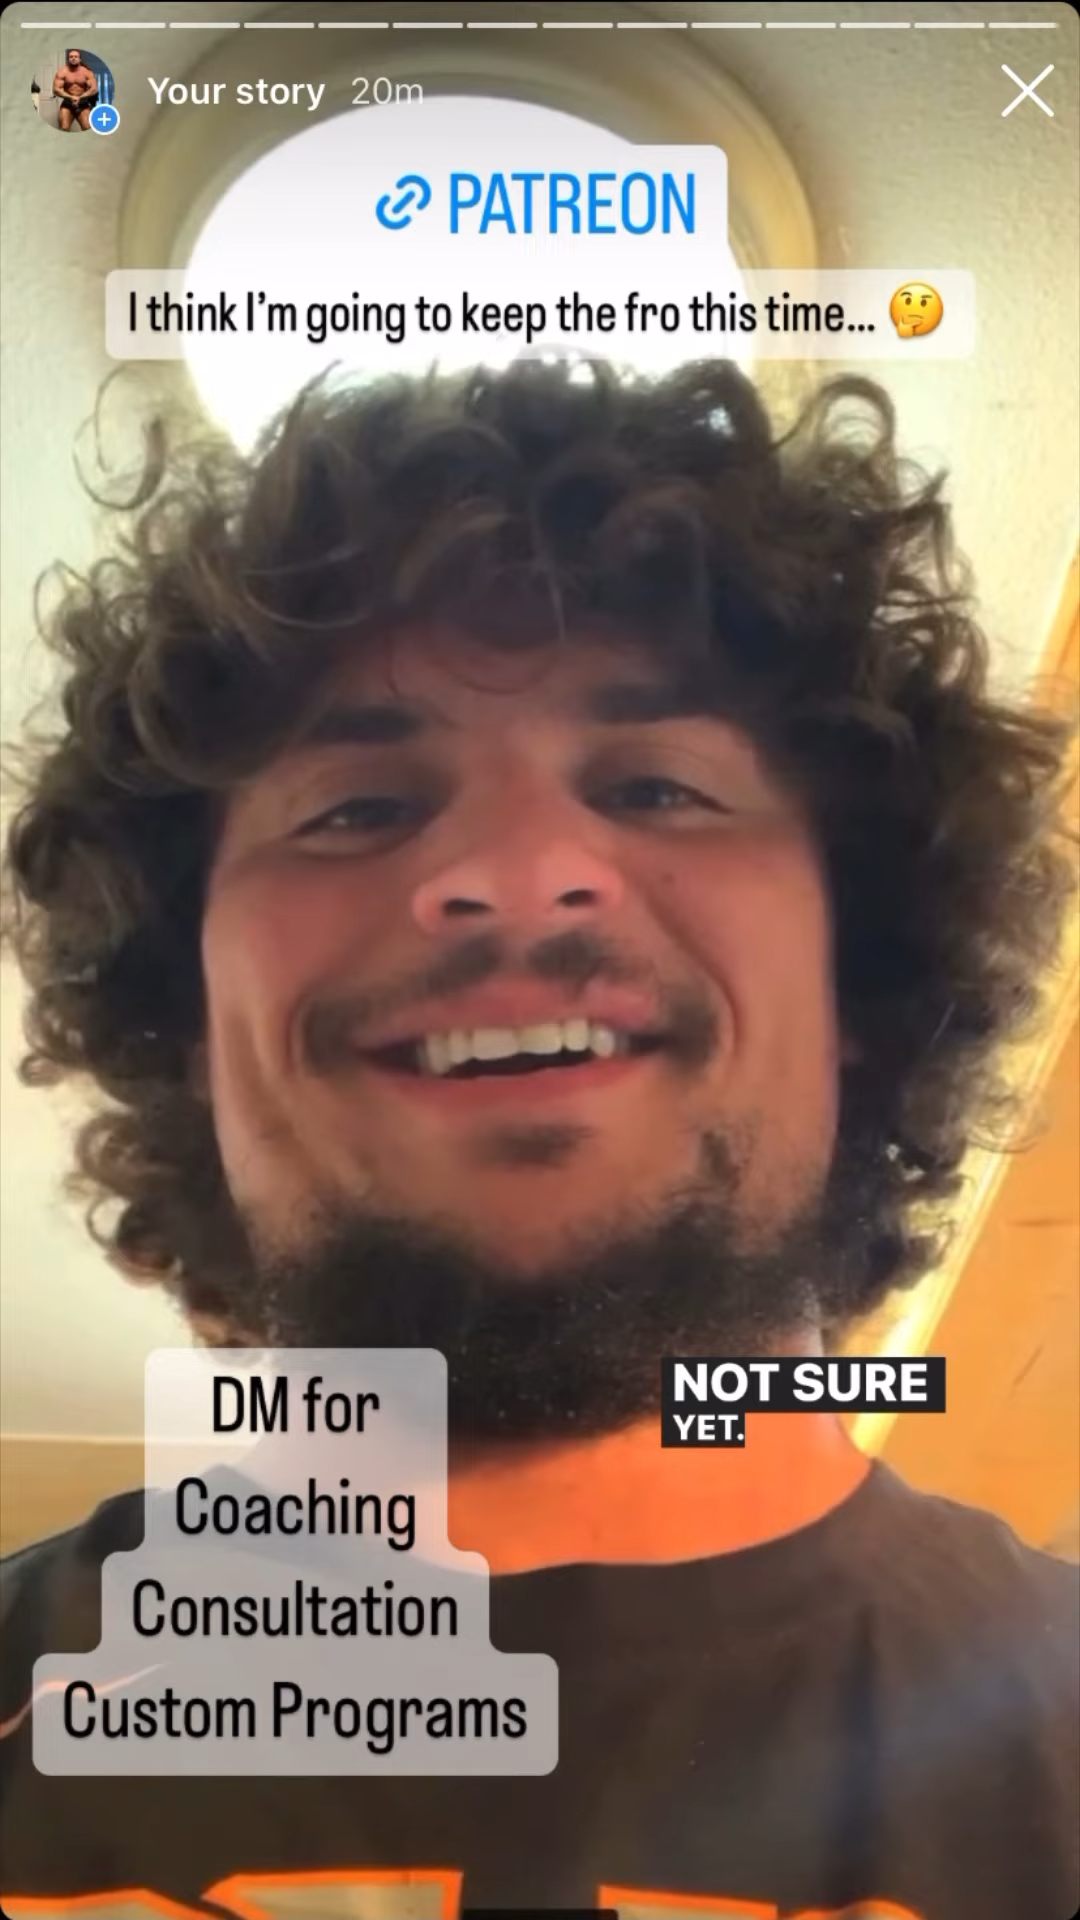 Your story 20m
PATREON
I think I'm going to keep the fro this time... 🤔
DM for
Coaching
Consultation
Custom Programs
NOT SURE
YET.